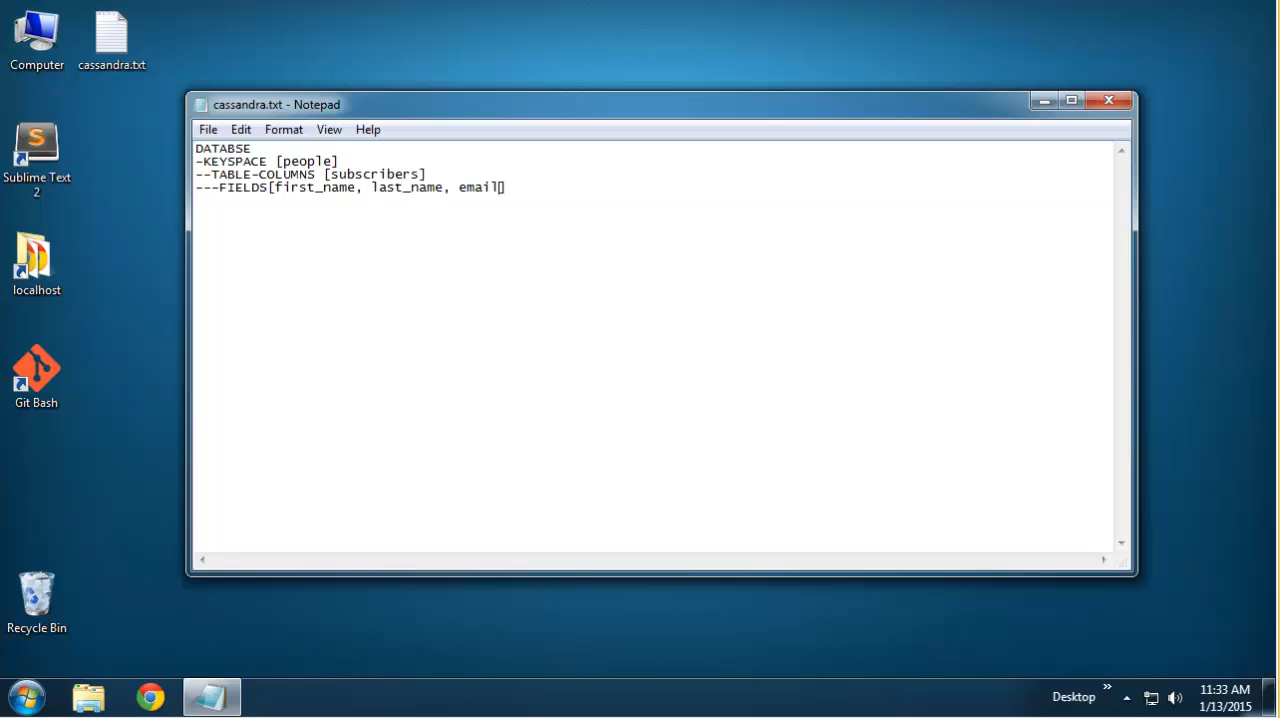 Computer
cassandra.txt
Sublime Text
2
localhost
Git Bash
Recycle Bin
cassandra.txt - Notepad
File Edit Format View Help
DATABSE
-KEYSPACE [people]
--TABLE-COLUMNS [subscribers]
---FIELDS[first_name, last_name, email]
Desktop
11:33 AM
1/13/2015